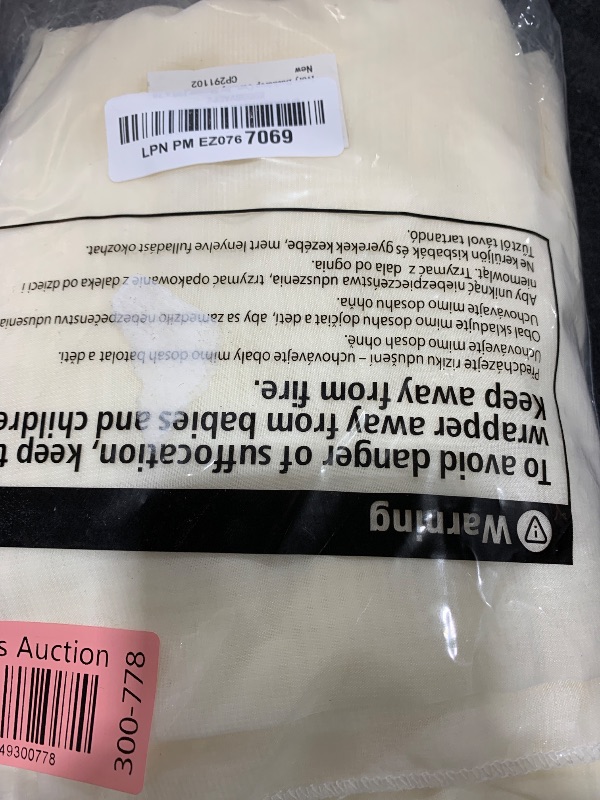 New
CP291102
LPN PM EZ076 7069
Warning
To avoid danger of suffocation, keep t
wrapper away from babies and childre
Keep away from fire.
Předcházejte riziku udušení – uchovávejte obaly mimo dosah batolat a dětí.
Uchovávejte mimo dosah ohně.
Obal skladujte mimo dosahu dojčiat a detí, aby sa zamedzilo nebezpečenstvu udusenia
Uchovávajte mimo dosahu ohňa.
Aby uniknąć niebezpieczeństwa uduszenia, trzymać opakowanie z daleka od dzieci i
niemowląt. Trzymać z dala od ognia.
Ne kerüljön kisbabák és gyerekek kezébe, mert lenyelve fulladást okozhat.
Tűztől távol tartandó.
s Auction
49300778
300-778